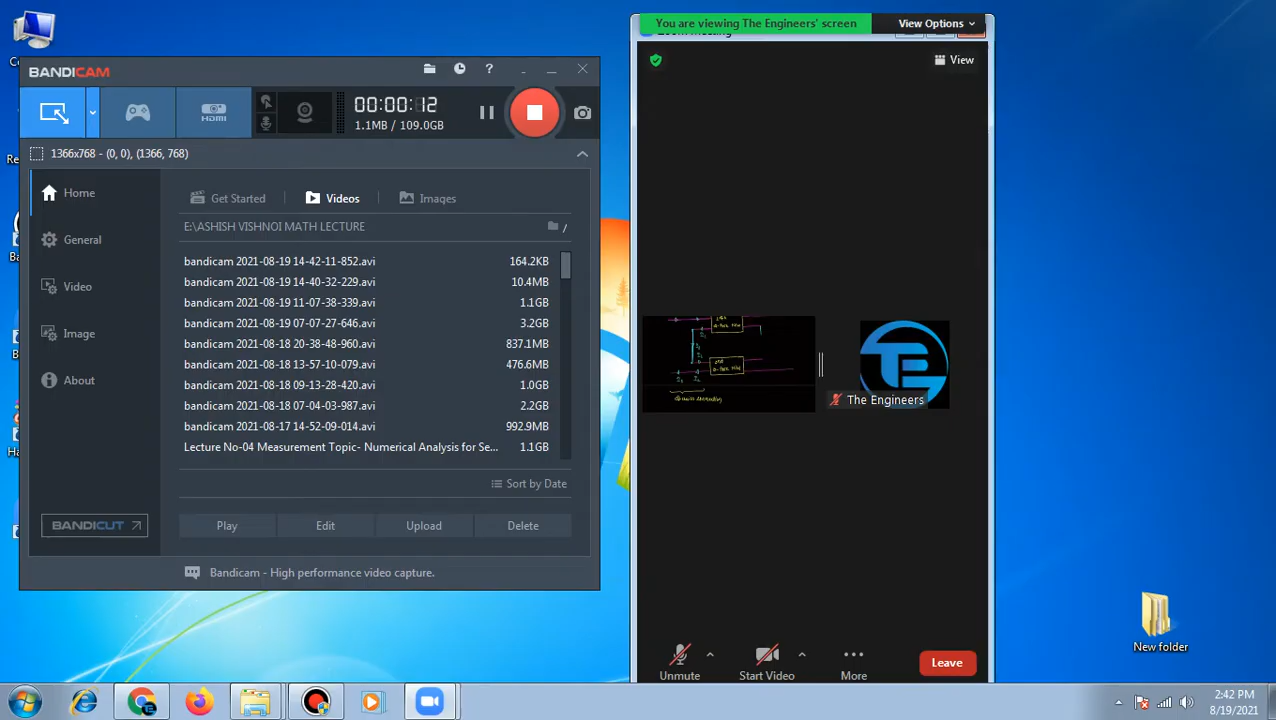 You are viewing The Engineers' screen
View Options
Zoom Meeting
BANDICAM
?
View
HDMI
00:00:12
1.1MB / 109.0GB
1366x768 - (0, 0), (1366, 768)
Home
General
Video
Image
About
Get Started
Videos
Images
E:\ASHISH VISHNOI MATH LECTURE
/
bandicam 2021-08-19 14-42-11-852.avi 164.2KB
bandicam 2021-08-19 14-40-32-229.avi 10.4MB
bandicam 2021-08-19 11-07-38-339.avi 1.1GB
bandicam 2021-08-19 07-07-27-646.avi 3.2GB
bandicam 2021-08-18 20-38-48-960.avi 837.1MB
bandicam 2021-08-18 13-57-10-079.avi 476.6MB
bandicam 2021-08-18 09-13-28-420.avi 1.0GB
bandicam 2021-08-18 07-04-03-987.avi 2.2GB
bandicam 2021-08-17 14-52-09-014.avi 992.9MB
Lecture No-04 Measurement Topic- Numerical Analysis for Se... 1.1GB
Sort by Date
BANDICUT
Play
Edit
Upload
Delete
Bandicam - High performance video capture.
The Engineers
Unmute
Start Video
More
Leave
New folder
2:42 PM
8/19/2021